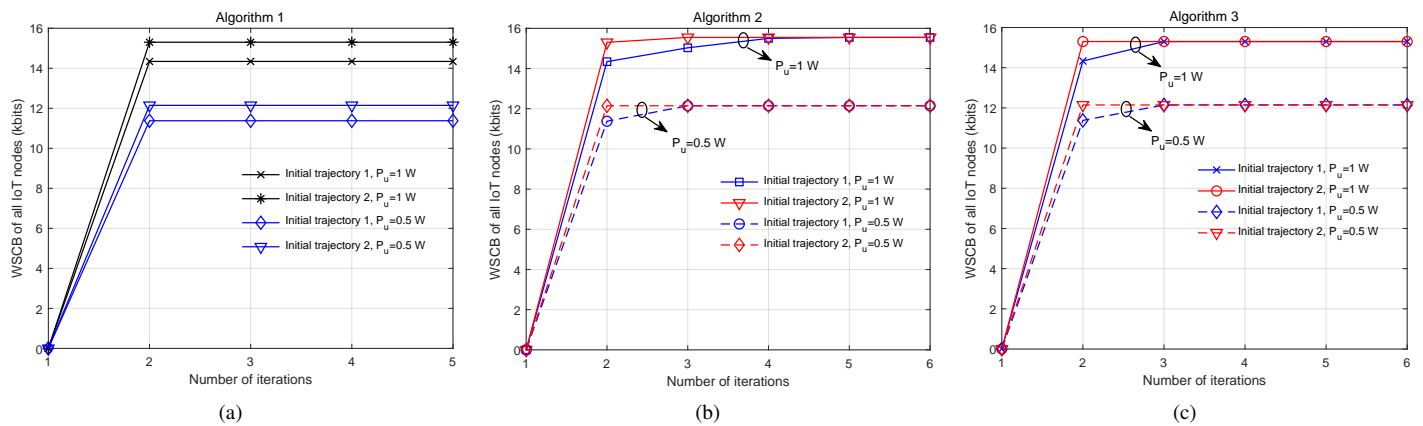 Algorithm 1
WSCB of all IoT nodes (kbits)
16
14
12
10
8
6
4
2
0
Initial trajectory 1, P_u=1 W
Initial trajectory 2, P_u=1 W
Initial trajectory 1, P_u=0.5 W
Initial trajectory 2, P_u=0.5 W
1 2 3 4 5
Number of iterations
(a)
Algorithm 2
WSCB of all IoT nodes (kbits)
16
14
12
10
8
6
4
2
0
P_u=1 W
P_u=0.5 W
Initial trajectory 1, P_u=1 W
Initial trajectory 2, P_u=1 W
Initial trajectory 1, P_u=0.5 W
Initial trajectory 2, P_u=0.5 W
1 2 3 4 5 6
Number of iterations
(b)
Algorithm 3
WSCB of all IoT nodes (kbits)
16
14
12
10
8
6
4
2
0
P_u=1 W
P_u=0.5 W
Initial trajectory 1, P_u=1 W
Initial trajectory 2, P_u=1 W
Initial trajectory 1, P_u=0.5 W
Initial trajectory 2, P_u=0.5 W
1 2 3 4 5 6
Number of iterations
(c)